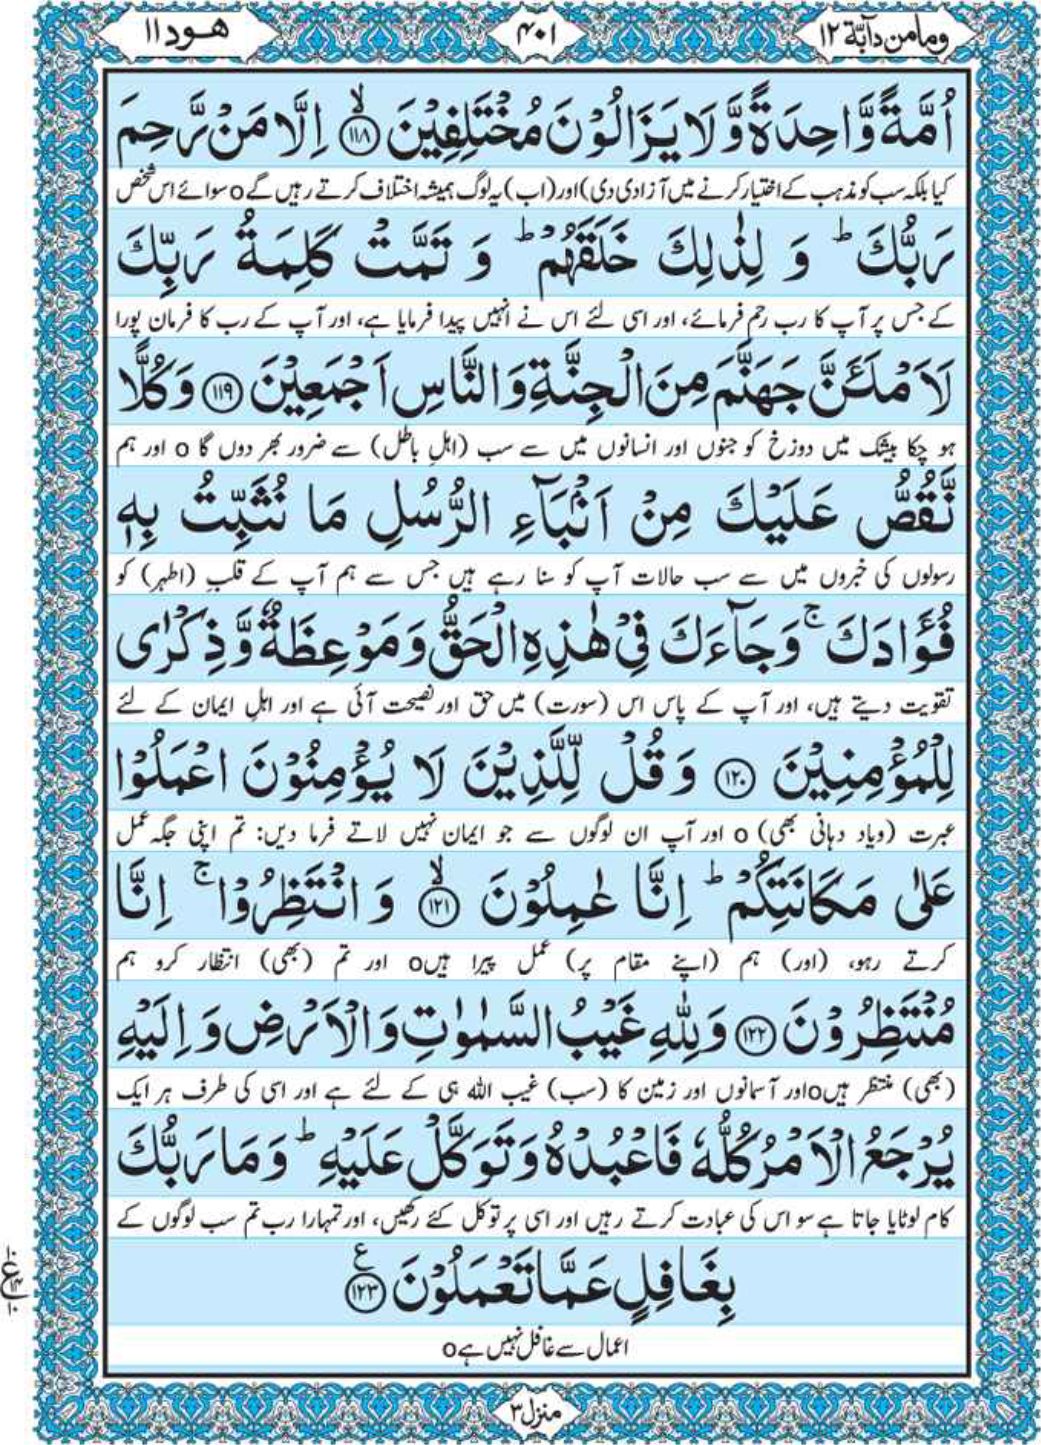 وما من دآبة ١٢
٤٠١
هود ١١
اُمَّةً وَّاحِدَةً وَّلَا يَزَالُوْنَ مُخْتَلِفِيْنَ ﴿١١٨﴾ۙ اِلَّا مَنْ رَّحِمَ
کیا بلکہ سب کو مذہب کے اختیار کرنے میں آزادی دی) اور (اب) یہ لوگ ہمیشہ اختلاف کرتے رہیں گے o سوائے اس شخص
رَبُّكَ ؕ وَ لِذٰلِكَ خَلَقَهُمْ ؕ وَ تَمَّتْ كَلِمَةُ رَبِّكَ
کے جس پر آپ کا رب رحم فرمائے، اور اسی لئے اس نے انہیں پیدا فرمایا ہے، اور آپ کے رب کا فرمان پورا
لَاَمْلَـَٔنَّ جَهَنَّمَ مِنَ الْجِنَّةِ وَالنَّاسِ اَجْمَعِيْنَ ﴿١١٩﴾ وَكُلًّا
ہو چکا بیشک میں دوزخ کو جنوں اور انسانوں میں سے سب (اہلِ باطل) سے ضرور بھر دوں گا o اور ہم
نَّقُصُّ عَلَيْكَ مِنْ اَنْۢبَآءِ الرُّسُلِ مَا نُثَبِّتُ بِهٖ
رسولوں کی خبروں میں سے سب حالات آپ کو سنا رہے ہیں جس سے ہم آپ کے قلبِ (اطہر) کو
فُؤَادَكَ ۚ وَجَآءَكَ فِيْ هٰذِهِ الْحَقُّ وَمَوْعِظَةٌ وَّذِكْرٰى
تقویت دیتے ہیں، اور آپ کے پاس اس (سورت) میں حق اور نصیحت آئی ہے اور اہلِ ایمان کے لئے
لِلْمُؤْمِنِيْنَ ﴿١٢٠﴾ وَقُلْ لِّلَّذِيْنَ لَا يُؤْمِنُوْنَ اعْمَلُوْا
عبرت (و یاد دہانی بھی) o اور آپ ان لوگوں سے جو ایمان نہیں لاتے فرما دیں: تم اپنی جگہ عمل
عَلٰى مَكَانَتِكُمْ ؕ اِنَّا عٰمِلُوْنَ ﴿١٢١﴾ۙ وَ انْتَظِرُوْا ۚ اِنَّا
کرتے رہو، (اور) ہم (اپنے مقام پر) عمل پیرا ہیں o اور تم (بھی) انتظار کرو ہم
مُنْتَظِرُوْنَ ﴿١٢٢﴾ وَلِلّٰهِ غَيْبُ السَّمٰوٰتِ وَالْاَرْضِ وَاِلَيْهِ
(بھی) منتظر ہیں o اور آسمانوں اور زمین کا (سب) غیب اللہ ہی کے لئے ہے اور اسی کی طرف ہر ایک
يُرْجَعُ الْاَمْرُ كُلُّهٗ فَاعْبُدْهُ وَتَوَكَّلْ عَلَيْهِ ؕ وَمَا رَبُّكَ
کام لوٹایا جاتا ہے سو اس کی عبادت کرتے رہیں اور اسی پر توکل کئے رکھیں، اور تمہارا رب تم سب لوگوں کے
بِغَافِلٍ عَمَّا تَعْمَلُوْنَ ﴿١٢٣﴾ع
اعمال سے غافل نہیں ہے o
منزل ٣